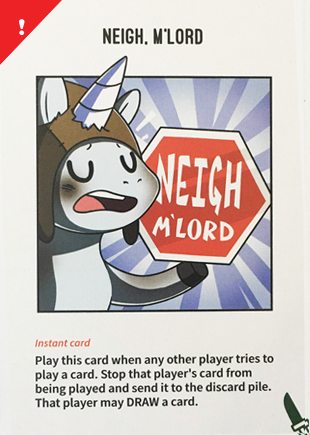 !
NEIGH, M'LORD
NEIGH
M'LORD
Instant card
Play this card when any other player tries to
play a card. Stop that player's card from
being played and send it to the discard pile.
That player may DRAW a card.